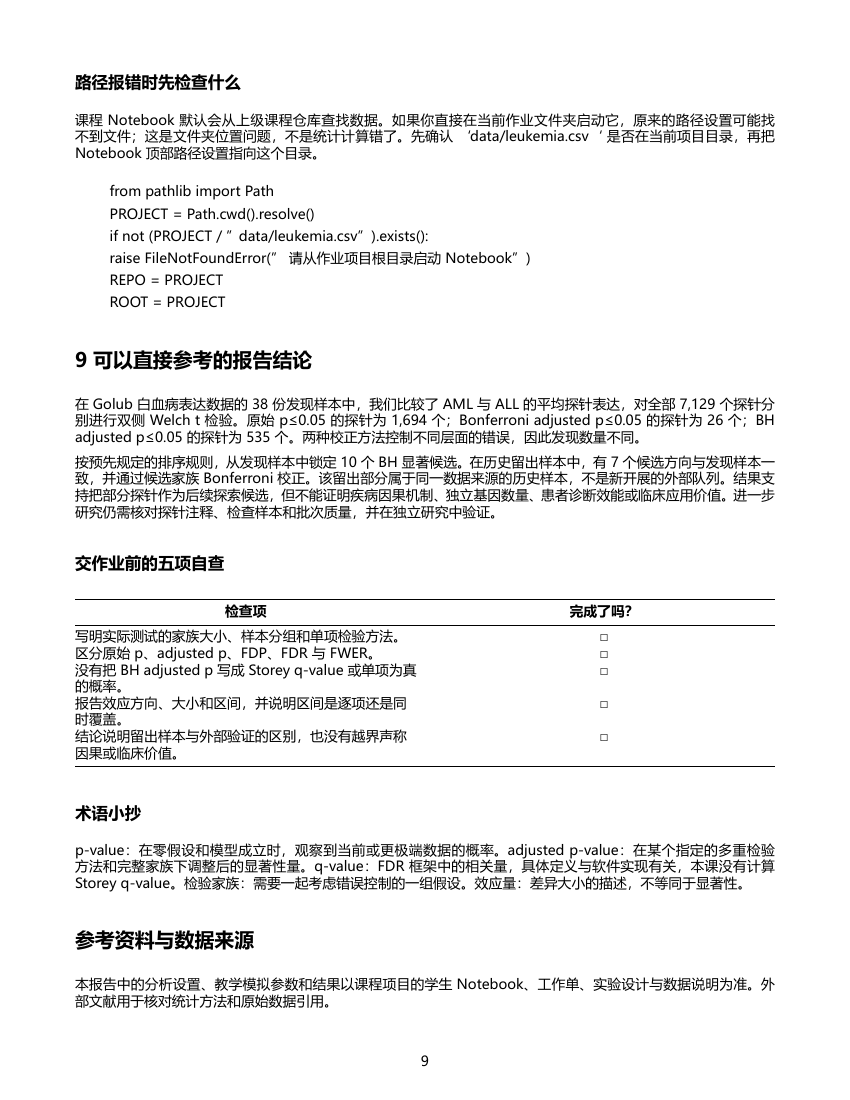 路径报错时先检查什么
课程 Notebook 默认会从上级课程仓库查找数据。如果你直接在当前作业文件夹启动它，原来的路径设置可能找
不到文件；这是文件夹位置问题，不是统计计算错了。先确认 ‘data/leukemia.csv‘ 是否在当前项目目录，再把
Notebook 顶部路径设置指向这个目录。
from pathlib import Path
PROJECT = Path.cwd().resolve()
if not (PROJECT / ”data/leukemia.csv”).exists():
raise FileNotFoundError(” 请从作业项目根目录启动 Notebook”)
REPO = PROJECT
ROOT = PROJECT
9 可以直接参考的报告结论
在 Golub 白血病表达数据的 38 份发现样本中，我们比较了 AML 与 ALL 的平均探针表达，对全部 7,129 个探针分
别进行双侧 Welch t 检验。原始 p≤0.05 的探针为 1,694 个；Bonferroni adjusted p≤0.05 的探针为 26 个；BH
adjusted p≤0.05 的探针为 535 个。两种校正方法控制不同层面的错误，因此发现数量不同。
按预先规定的排序规则，从发现样本中锁定 10 个 BH 显著候选。在历史留出样本中，有 7 个候选方向与发现样本一
致，并通过候选家族 Bonferroni 校正。该留出部分属于同一数据来源的历史样本，不是新开展的外部队列。结果支
持把部分探针作为后续探索候选，但不能证明疾病因果机制、独立基因数量、患者诊断效能或临床应用价值。进一步
研究仍需核对探针注释、检查样本和批次质量，并在独立研究中验证。
交作业前的五项自查
检查项 完成了吗？
写明实际测试的家族大小、样本分组和单项检验方法。 □
区分原始 p、adjusted p、FDP、FDR 与 FWER。 □
没有把 BH adjusted p 写成 Storey q-value 或单项为真 □
的概率。
报告效应方向、大小和区间，并说明区间是逐项还是同 □
时覆盖。
结论说明留出样本与外部验证的区别，也没有越界声称 □
因果或临床价值。
术语小抄
p-value：在零假设和模型成立时，观察到当前或更极端数据的概率。adjusted p-value：在某个指定的多重检验
方法和完整家族下调整后的显著性量。q-value：FDR 框架中的相关量，具体定义与软件实现有关，本课没有计算
Storey q-value。检验家族：需要一起考虑错误控制的一组假设。效应量：差异大小的描述，不等同于显著性。
参考资料与数据来源
本报告中的分析设置、教学模拟参数和结果以课程项目的学生 Notebook、工作单、实验设计与数据说明为准。外
部文献用于核对统计方法和原始数据引用。
9